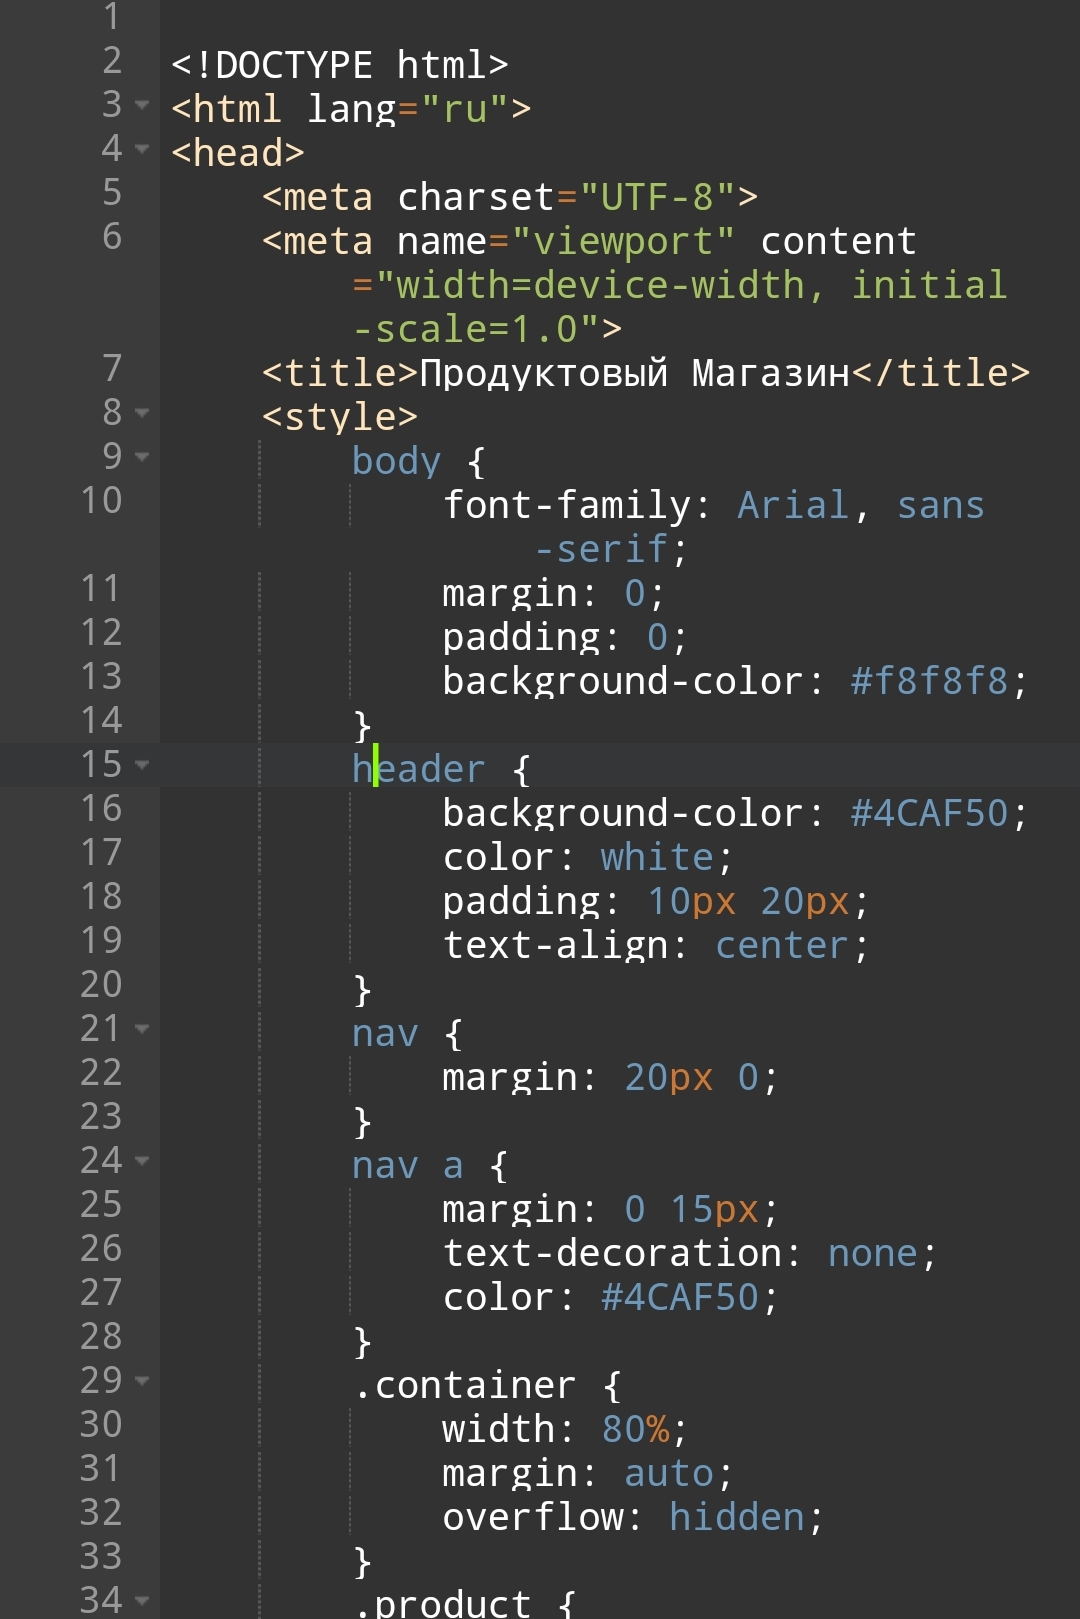 1
2 <!DOCTYPE html>
3 <html lang="ru">
4 <head>
5 <meta charset="UTF-8">
6 <meta name="viewport" content
="width=device-width, initial
-scale=1.0">
7 <title>Продуктовый Магазин</title>
8 <style>
9 body {
10 font-family: Arial, sans
-serif;
11 margin: 0;
12 padding: 0;
13 background-color: #f8f8f8;
14 }
15 header {
16 background-color: #4CAF50;
17 color: white;
18 padding: 10px 20px;
19 text-align: center;
20 }
21 nav {
22 margin: 20px 0;
23 }
24 nav a {
25 margin: 0 15px;
26 text-decoration: none;
27 color: #4CAF50;
28 }
29 .container {
30 width: 80%;
31 margin: auto;
32 overflow: hidden;
33 }
34 .product {